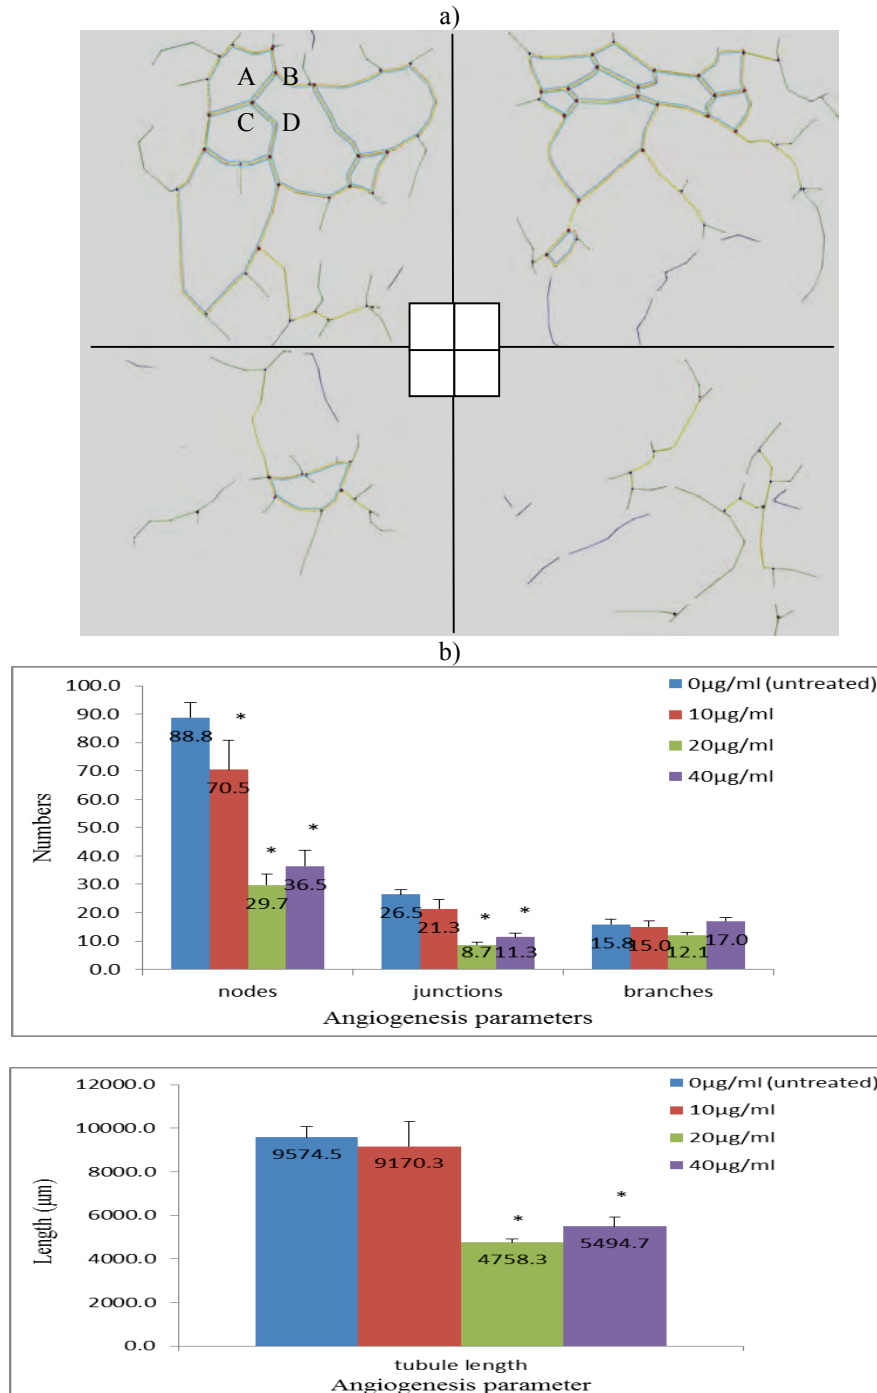 a)
A B
C D
b)
100.0
90.0
80.0
70.0
60.0
50.0
40.0
30.0
20.0
10.0
0.0
Numbers
0µg/ml (untreated)
10µg/ml
20µg/ml
40µg/ml
*
*
*
*
*
88.8
70.5
29.7
36.5
26.5
21.3
8.7
11.3
15.8
15.0
12.1
17.0
nodes junctions branches
Angiogenesis parameters
12000.0
10000.0
8000.0
6000.0
4000.0
2000.0
0.0
Length (µm)
0µg/ml (untreated)
10µg/ml
20µg/ml
40µg/ml
*
*
9574.5
9170.3
4758.3
5494.7
tubule length
Angiogenesis parameter